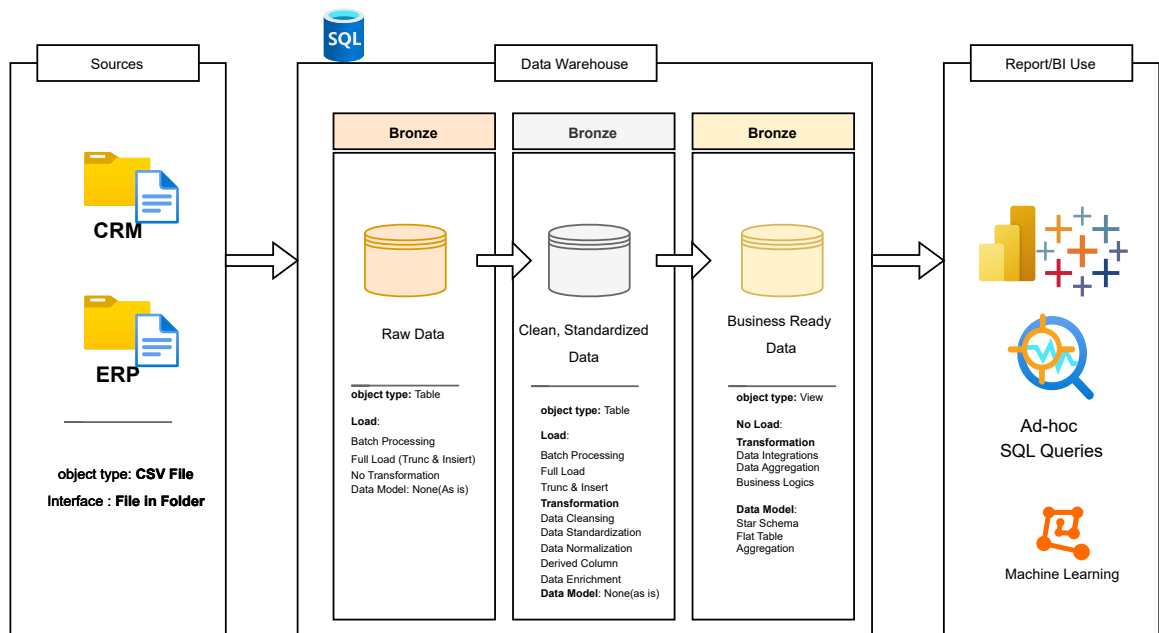 SQL
Sources
Data Warehouse
Report/BI Use
CRM
ERP
object type: CSV File
Interface : File in Folder
Bronze
Raw Data
object type: Table
Load:
Batch Processing
Full Load (Trunc & Insiert)
No Transformation
Data Model: None(As is)
Bronze
Clean, Standardized
Data
object type: Table
Load:
Batch Processing
Full Load
Trunc & Insert
Transformation
Data Cleansing
Data Standardization
Data Normalization
Derived Column
Data Enrichment
Data Model: None(as is)
Bronze
Business Ready
Data
object type: View
No Load:
Transformation
Data Integrations
Data Aggregation
Business Logics
Data Model:
Star Schema
Flat Table
Aggregation
Ad-hoc
SQL Queries
Machine Learning